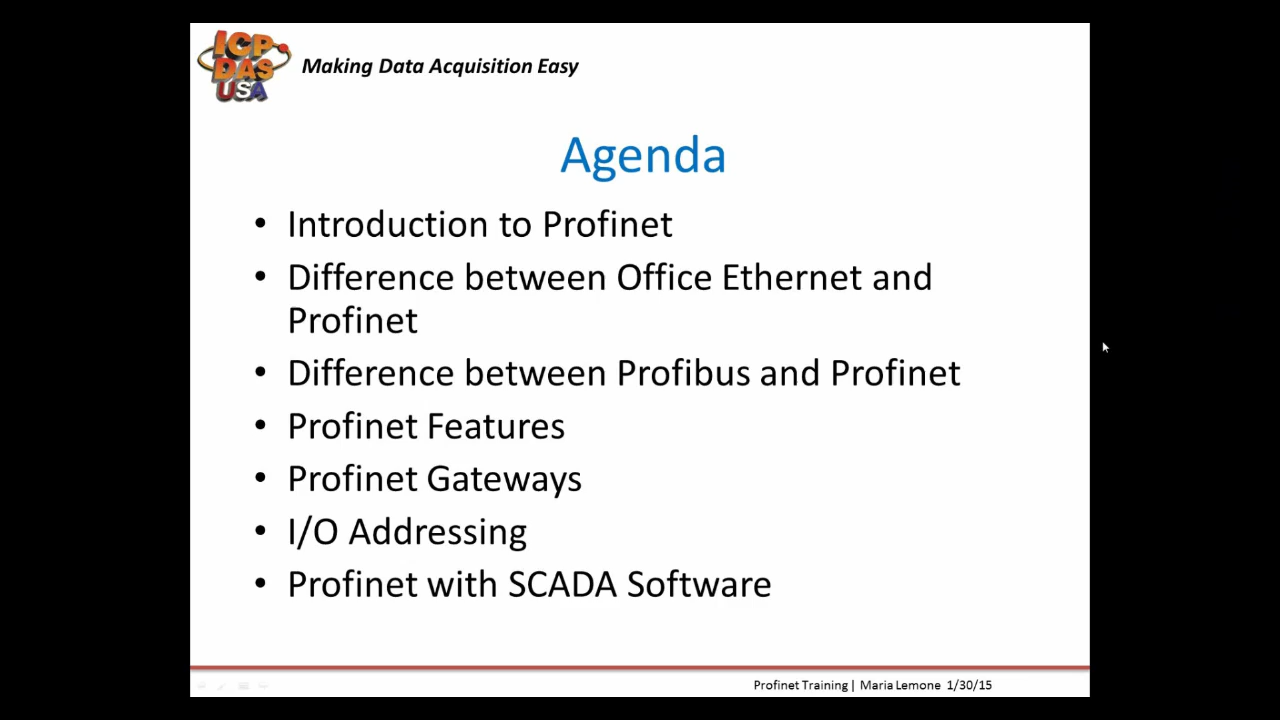 ICP
DAS
USA
Making Data Acquisition Easy
Agenda
• Introduction to Profinet
• Difference between Office Ethernet and
Profinet
• Difference between Profibus and Profinet
• Profinet Features
• Profinet Gateways
• I/O Addressing
• Profinet with SCADA Software
Profinet Training | Maria Lemone 1/30/15